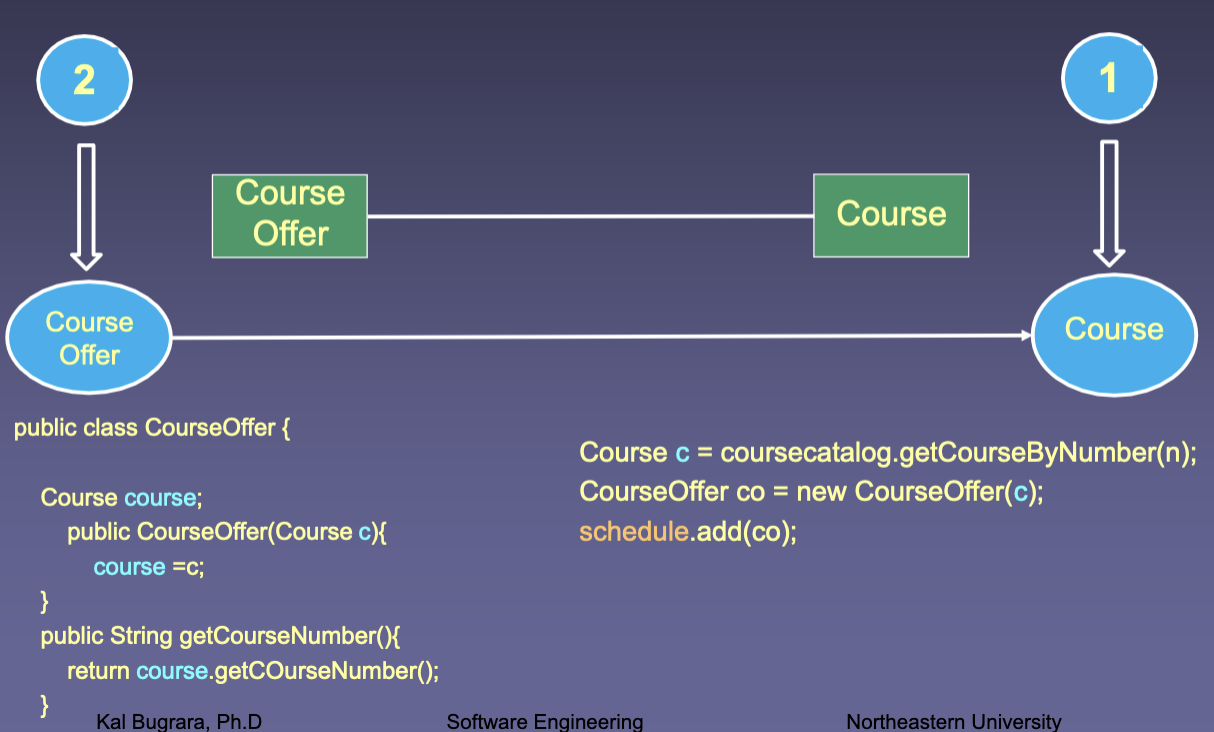 2
1
Course
Offer
Course
Course
Offer
Course
public class CourseOffer {
Course course;
public CourseOffer(Course c){
course =c;
}
public String getCourseNumber(){
return course.getCOurseNumber();
}
Course c = coursecatalog.getCourseByNumber(n);
CourseOffer co = new CourseOffer(c);
schedule.add(co);
Kal Bugrara, Ph.D
Software Engineering
Northeastern University